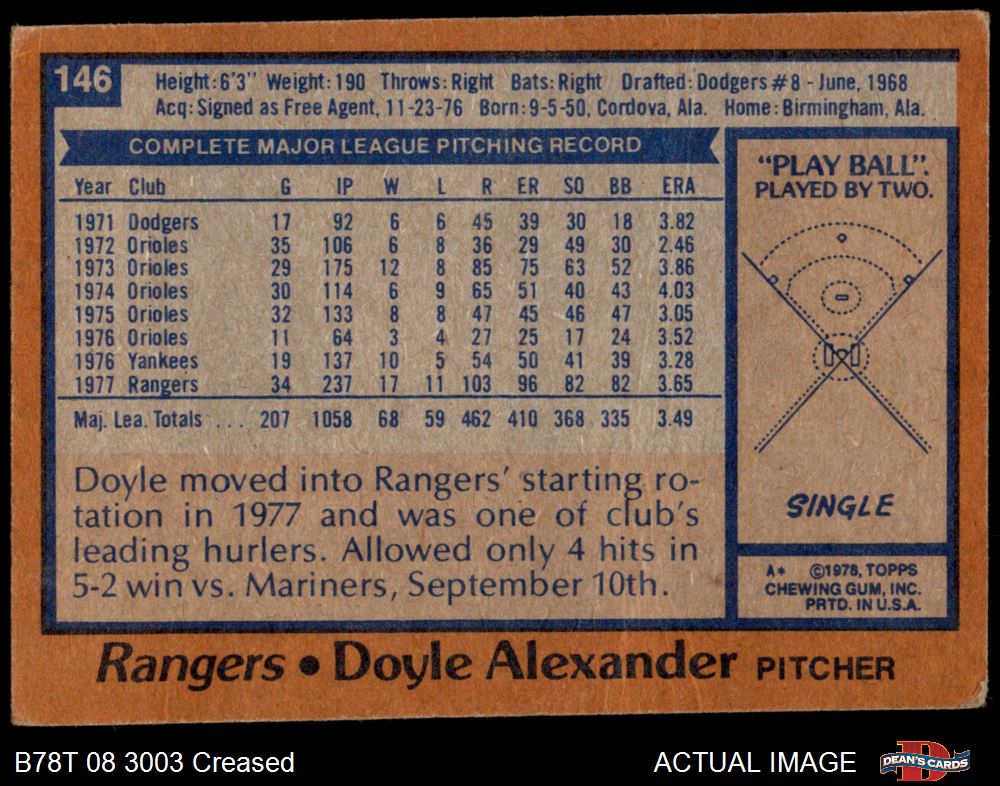 146
Height: 6'3" Weight: 190 Throws: Right Bats: Right Drafted: Dodgers #8 - June, 1968
Acq: Signed as Free Agent, 11-23-76 Born: 9-5-50, Cordova, Ala. Home: Birmingham, Ala.
COMPLETE MAJOR LEAGUE PITCHING RECORD
Year Club G IP W L R ER SO BB ERA
1971 Dodgers 17 92 6 6 45 39 30 18 3.82
1972 Orioles 35 106 6 8 36 29 49 30 2.46
1973 Orioles 29 175 12 8 85 75 63 52 3.86
1974 Orioles 30 114 6 9 65 51 40 43 4.03
1975 Orioles 32 133 8 8 47 45 46 47 3.05
1976 Orioles 11 64 3 4 27 25 17 24 3.52
1976 Yankees 19 137 10 5 54 50 41 39 3.28
1977 Rangers 34 237 17 11 103 96 82 82 3.65
Maj. Lea. Totals ... 207 1058 68 59 462 410 368 335 3.49
Doyle moved into Rangers' starting ro-
tation in 1977 and was one of club's
leading hurlers. Allowed only 4 hits in
5-2 win vs. Mariners, September 10th.
"PLAY BALL".
PLAYED BY TWO.
SINGLE
A* ©1978, TOPPS
CHEWING GUM, INC.
PRTD. IN U.S.A.
Rangers • Doyle Alexander PITCHER
B78T 08 3003 Creased
ACTUAL IMAGE
D
DEAN'S CARDS